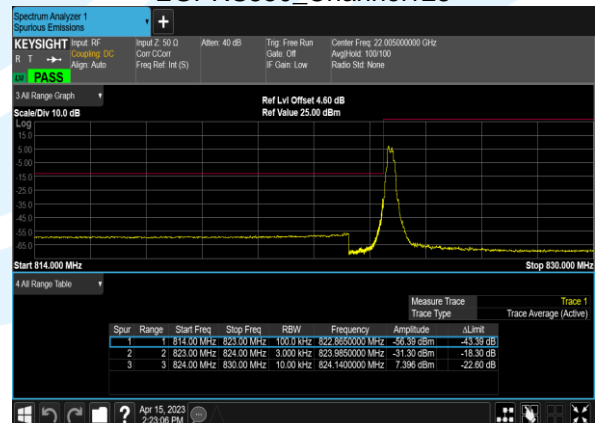 Spectrum Analyzer 1
Spurious Emissions
KEYSIGHT Input: RF Input Z: 50 Ω Atten: 40 dB Trig: Free Run Center Freq: 22.005000000 GHz
R T Coupling: DC Corr CCorr Gate: Off Avg|Hold: 100/100
Align: Auto Freq Ref: Int (S) IF Gain: Low Radio Std: None
PASS
3 All Range Graph
Ref Lvl Offset 4.60 dB
Scale/Div 10.0 dB Ref Value 25.00 dBm
Log
15.0
5.00
-5.00
-15.0
-25.0
-35.0
-45.0
-55.0
-65.0
Start 814.000 MHz Stop 830.000 MHz
4 All Range Table
Measure Trace Trace 1
Trace Type Trace Average (Active)
Spur Range Start Freq Stop Freq RBW Frequency Amplitude ΔLimit
1 1 814.00 MHz 823.00 MHz 100.0 kHz 822.8650000 MHz -56.39 dBm -43.39 dB
2 2 823.00 MHz 824.00 MHz 3.000 kHz 823.9850000 MHz -31.30 dBm -18.30 dB
3 3 824.00 MHz 830.00 MHz 10.00 kHz 824.1400000 MHz 7.396 dBm -22.60 dB
? Apr 15, 2023
2:23:06 PM